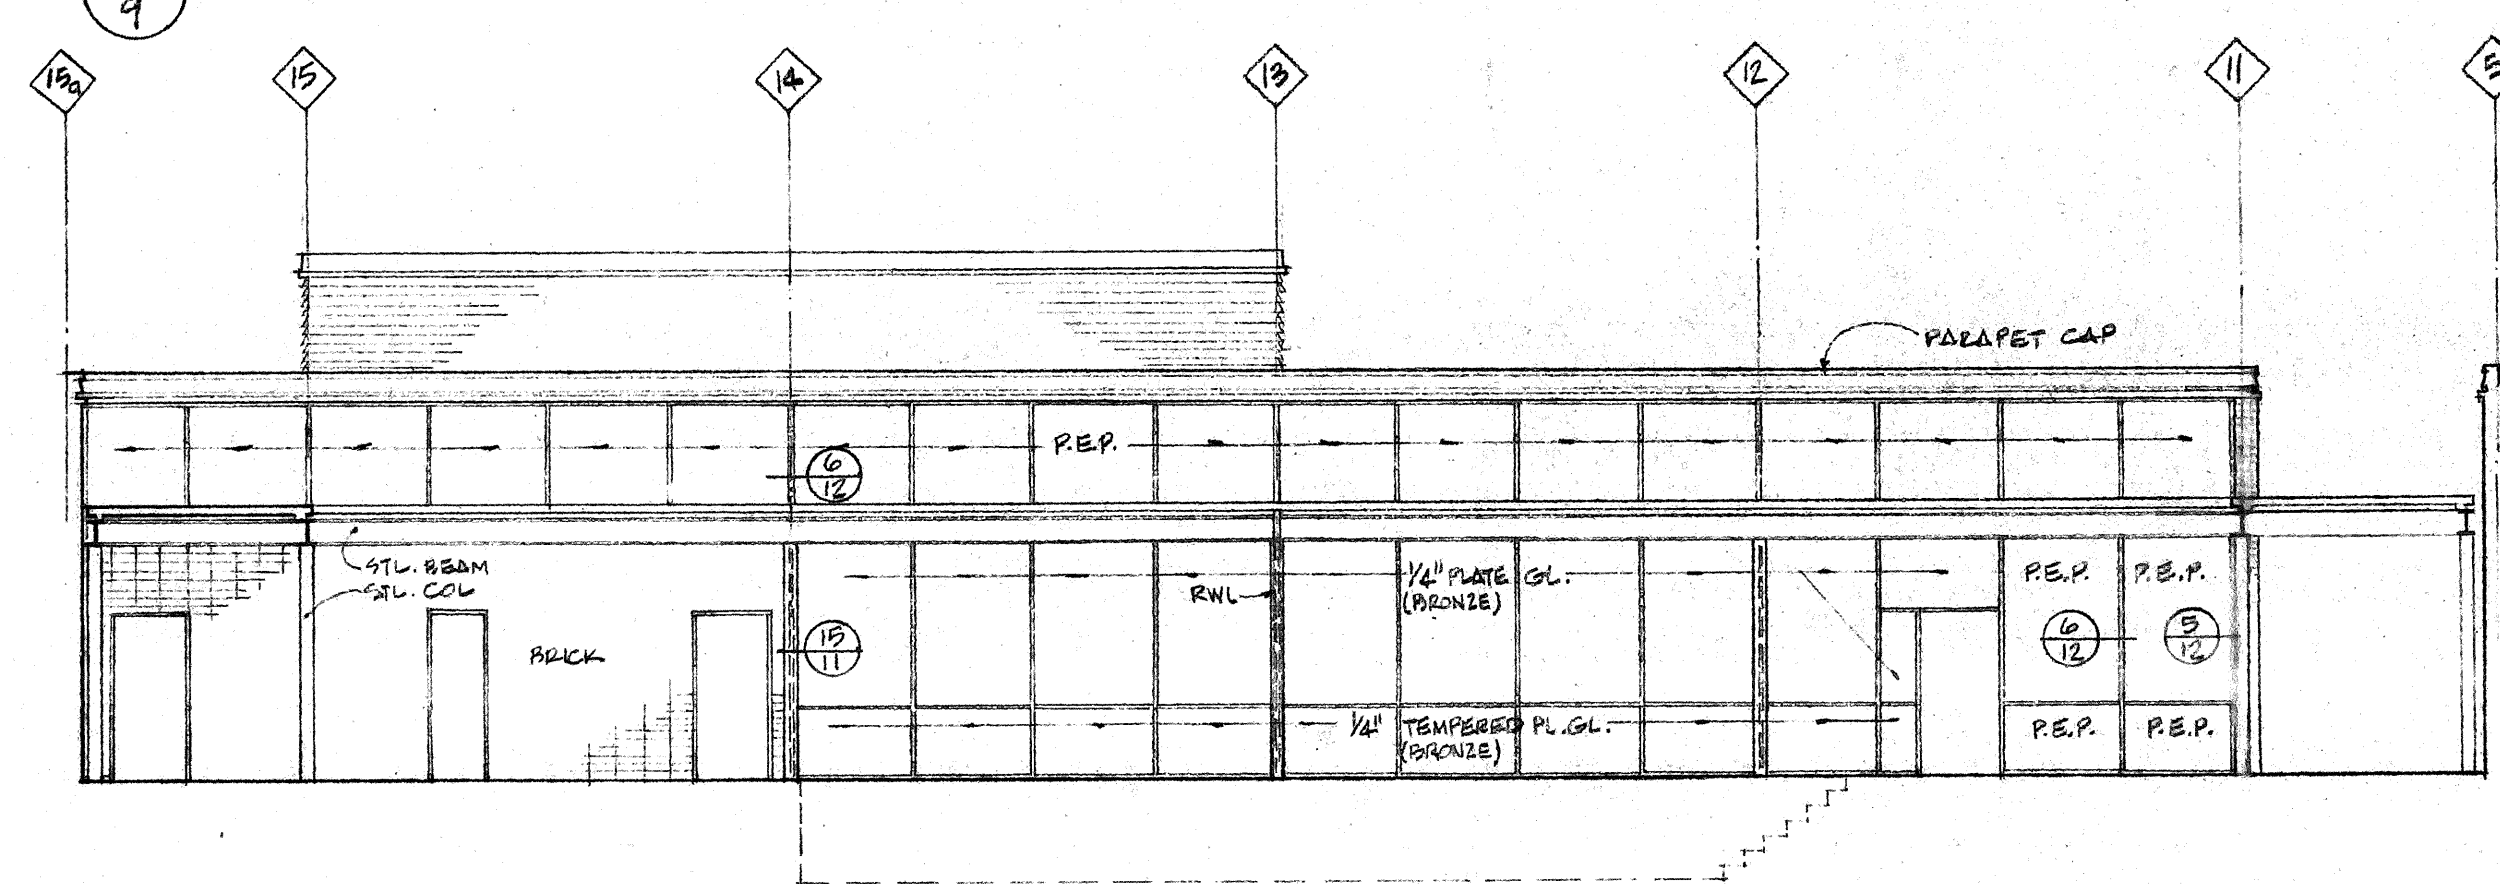 9
15a
15
14
13
12
11
5
PARAPET CAP
P.E.P.
6
12
STL. BEAM
STL. COL
1/4" PLATE GL.
(BRONZE)
RWL
P.E.P.
P.E.P.
BRICK
15
11
6
12
5
12
1/4" TEMPERED PL. GL.
(BRONZE)
P.E.P.
P.E.P.